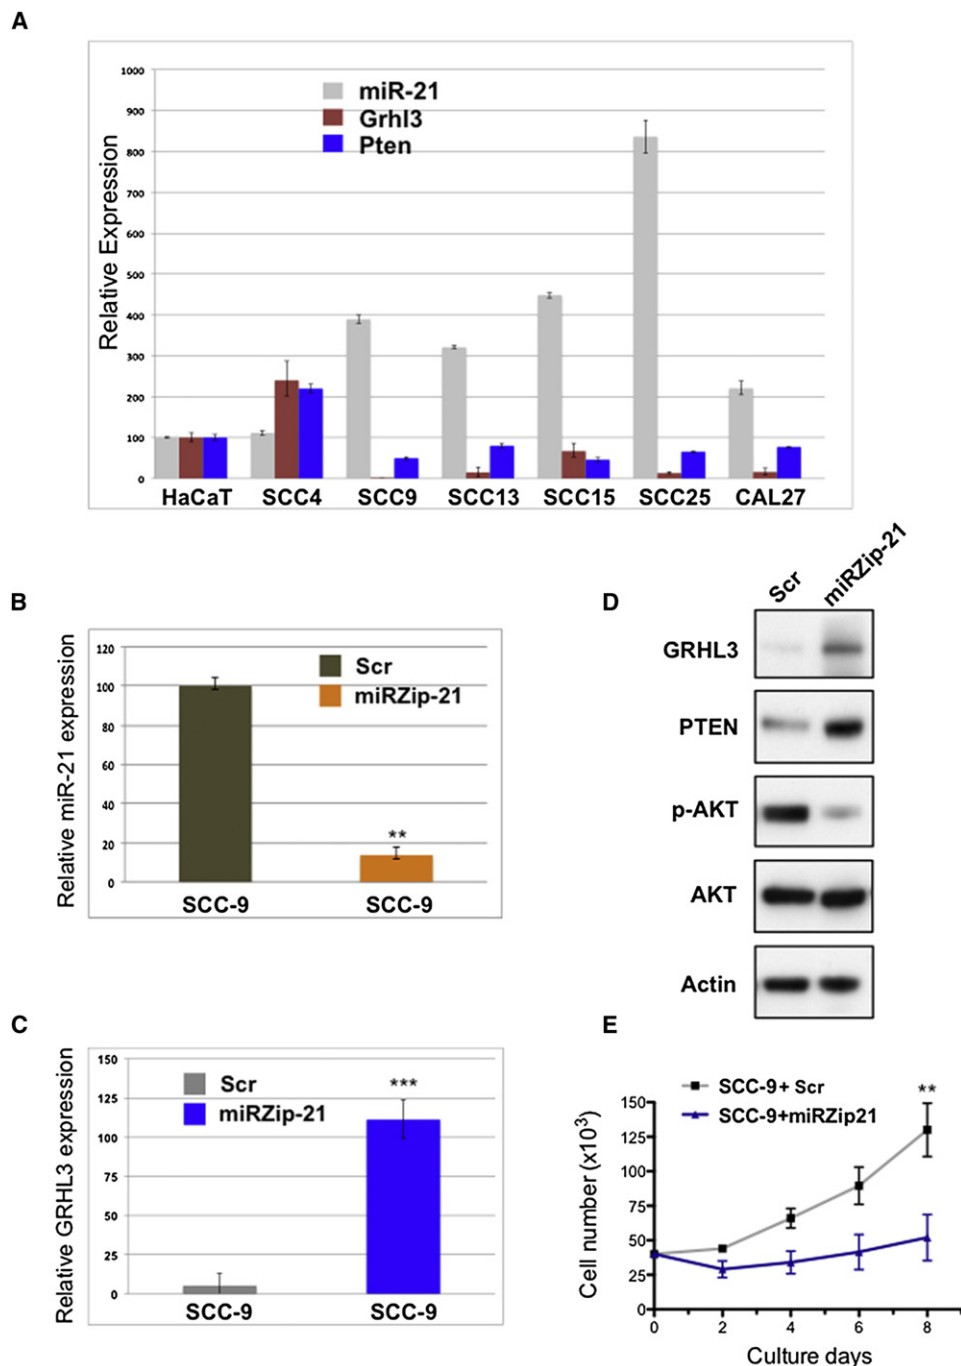 A
Relative Expression
1000
900
800
700
600
500
400
300
200
100
0
miR-21
Grhl3
Pten
HaCaT SCC4 SCC9 SCC13 SCC15 SCC25 CAL27
B
Relative miR-21 expression
120
100
80
60
40
20
0
Scr
miRZip-21
**
SCC-9 SCC-9
C
Relative GRHL3 expression
150
125
100
75
50
25
0
Scr
miRZip-21
***
SCC-9 SCC-9
D
Scr miRZip-21
GRHL3
PTEN
p-AKT
AKT
Actin
E
SCC-9+ Scr
SCC-9+miRZip21
**
Cell number (x10³)
150
125
75
50
25
0
0 2 4 6 8
Culture days